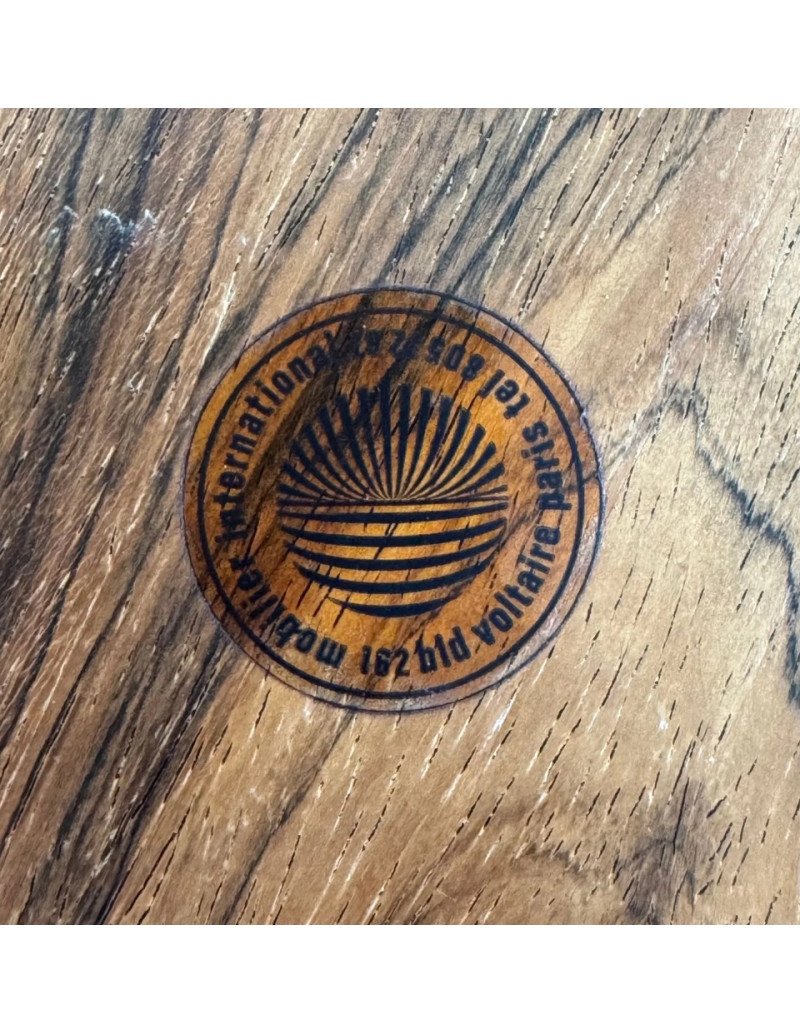 mobilier international
162 bld voltaire paris tel 805